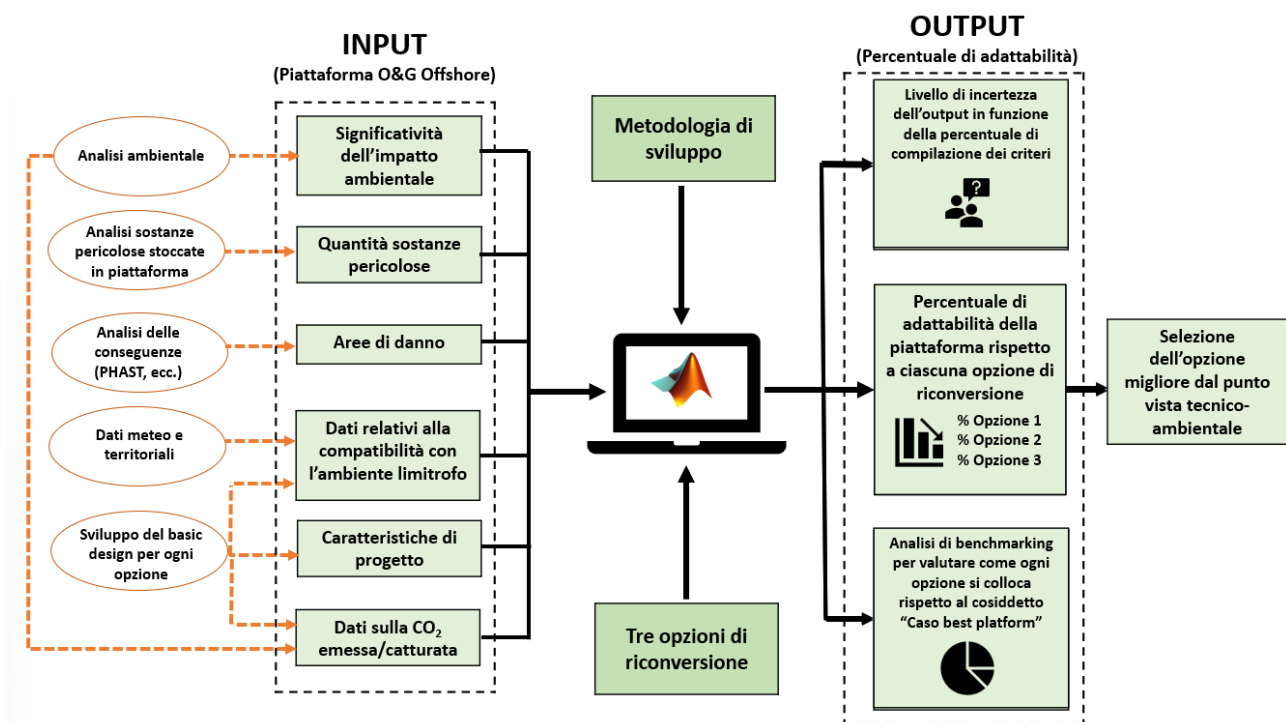 INPUT
(Piattaforma O&G Offshore)
Analisi ambientale
Analisi sostanze
pericolose stoccate
in piattaforma
Analisi delle
conseguenze
(PHAST, ecc.)
Dati meteo e
territoriali
Sviluppo del basic
design per ogni
opzione
Significatività
dell'impatto
ambientale
Quantità sostanze
pericolose
Aree di danno
Dati relativi alla
compatibilità con
l'ambiente limitrofo
Caratteristiche di
progetto
Dati sulla CO₂
emessa/catturata
Metodologia di
sviluppo
Tre opzioni di
riconversione
OUTPUT
(Percentuale di adattabilità)
Livello di incertezza
dell'output in funzione
della percentuale di
compilazione dei criteri
?
Percentuale di
adattabilità della
piattaforma rispetto
a ciascuna opzione di
riconversione
% Opzione 1
% Opzione 2
% Opzione 3
Analisi di benchmarking
per valutare come ogni
opzione si colloca
rispetto al cosiddetto
"Caso best platform"
Selezione
dell'opzione
migliore dal punto
vista tecnico-
ambientale